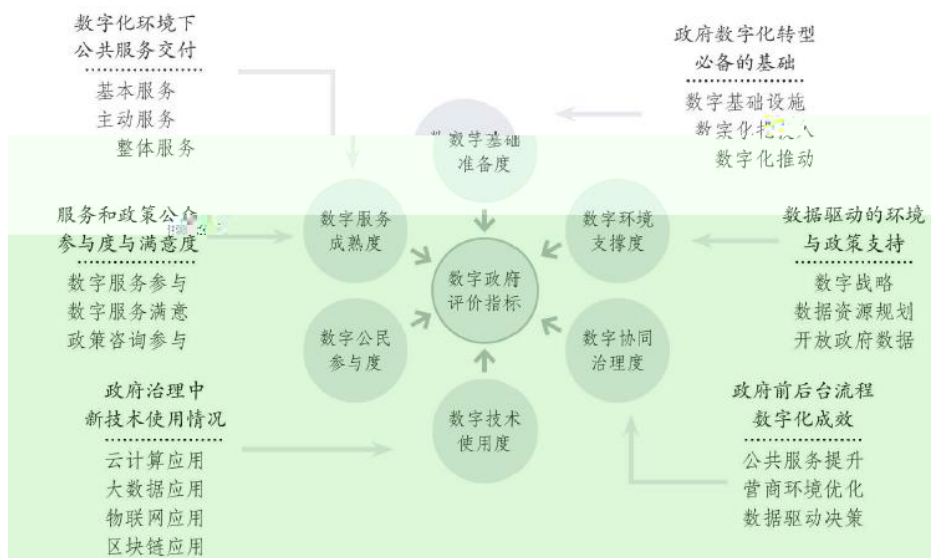 数字化环境下
公共服务交付
基本服务
主动服务
整体服务
政府数字化转型
必备的基础
数字基础设施
数字化推动
数字基础
准备度
服务和政策公众
参与度与满意度
数字服务参与
数字服务满意
政策咨询参与
数字服务
成熟度
数字环境
支撑度
数据驱动的环境
与政策支持
数字战略
数据资源规划
开放政府数据
数字政府
评价指标
数字公民
参与度
数字协同
治理度
数字技术
使用度
政府治理中
新技术使用情况
云计算应用
大数据应用
物联网应用
区块链应用
政府前后台流程
数字化成效
公共服务提升
营商环境优化
数据驱动决策